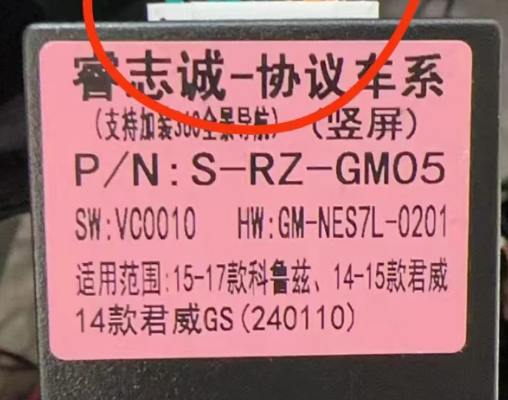 睿志诚-协议车系
(支持加装360全景导航) (竖屏)
P/N:S-RZ-GM05
SW:VC0010 HW:GM-NES7L-0201
适用范围:15-17款科鲁兹、14-15款君威
14款君威GS(240110)